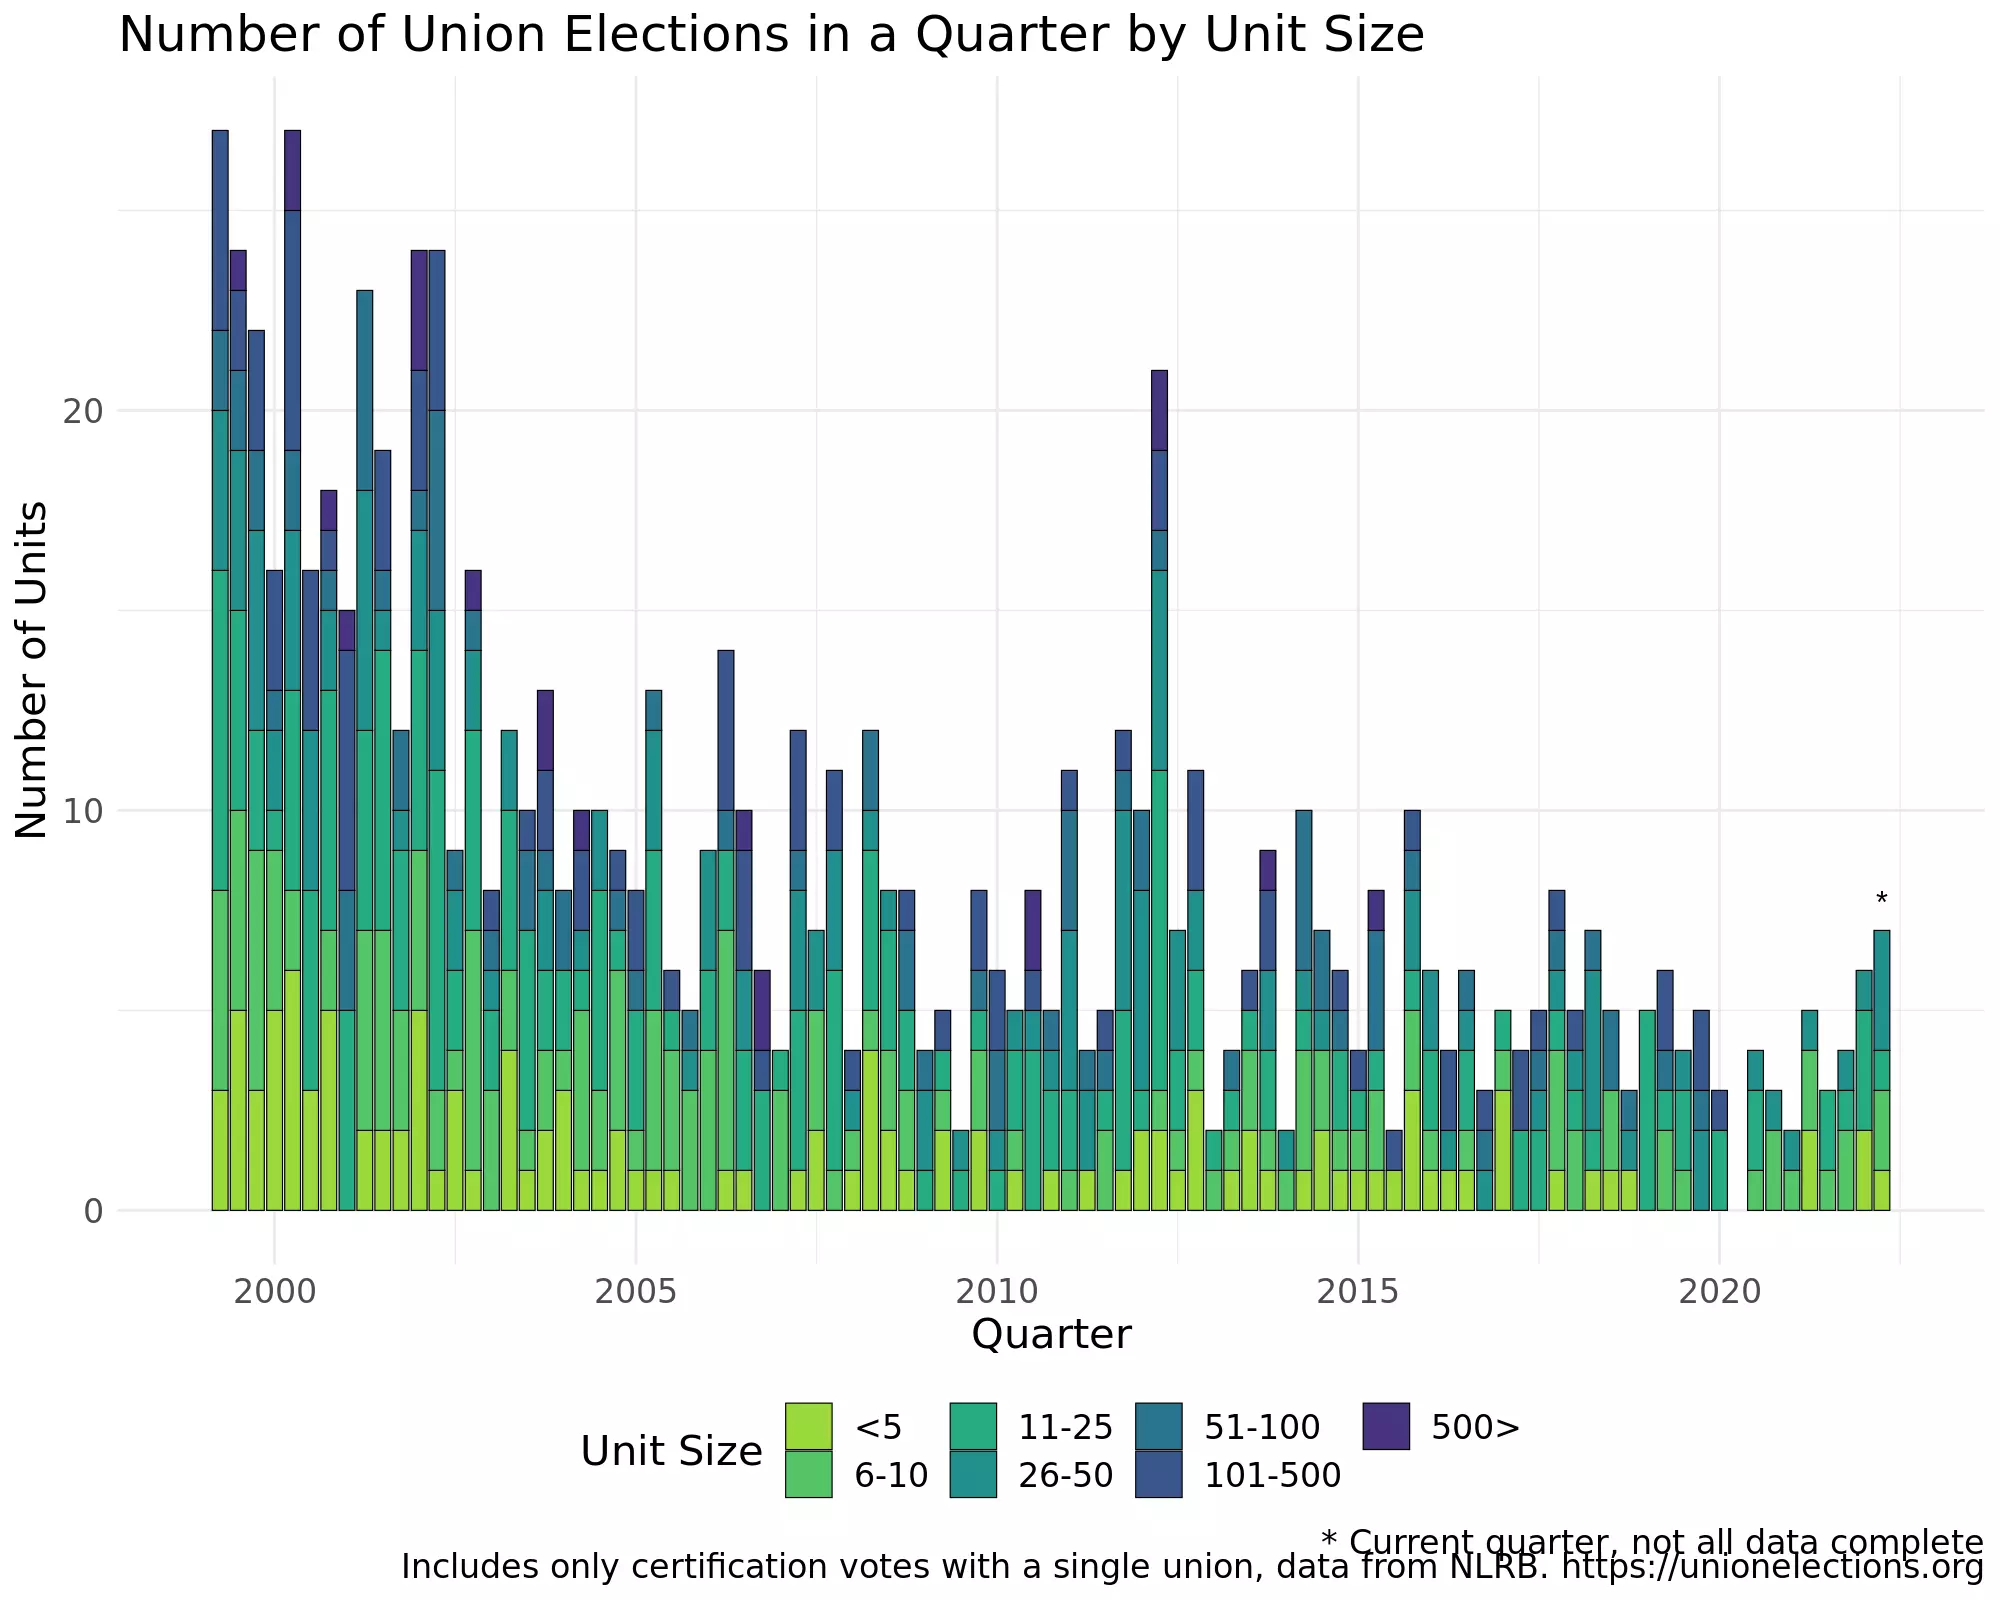 Number of Union Elections in a Quarter by Unit Size
Number of Units
20
10
0
*
2000 2005 2010 2015 2020
Quarter
Unit Size
<5 11-25 51-100 500>
6-10 26-50 101-500
* Current quarter, not all data complete
Includes only certification votes with a single union, data from NLRB. https://unionelections.org